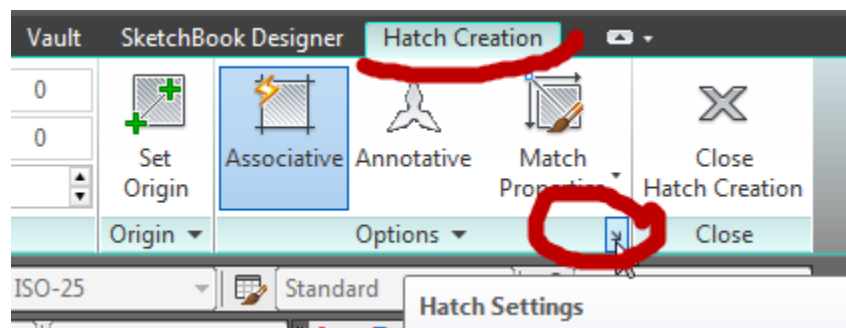 Vault SketchBook Designer Hatch Creation
0
0
Set
Origin
Associative Annotative Match
Properties
Close
Hatch Creation
Origin Options Close
ISO-25 Standard
Hatch Settings